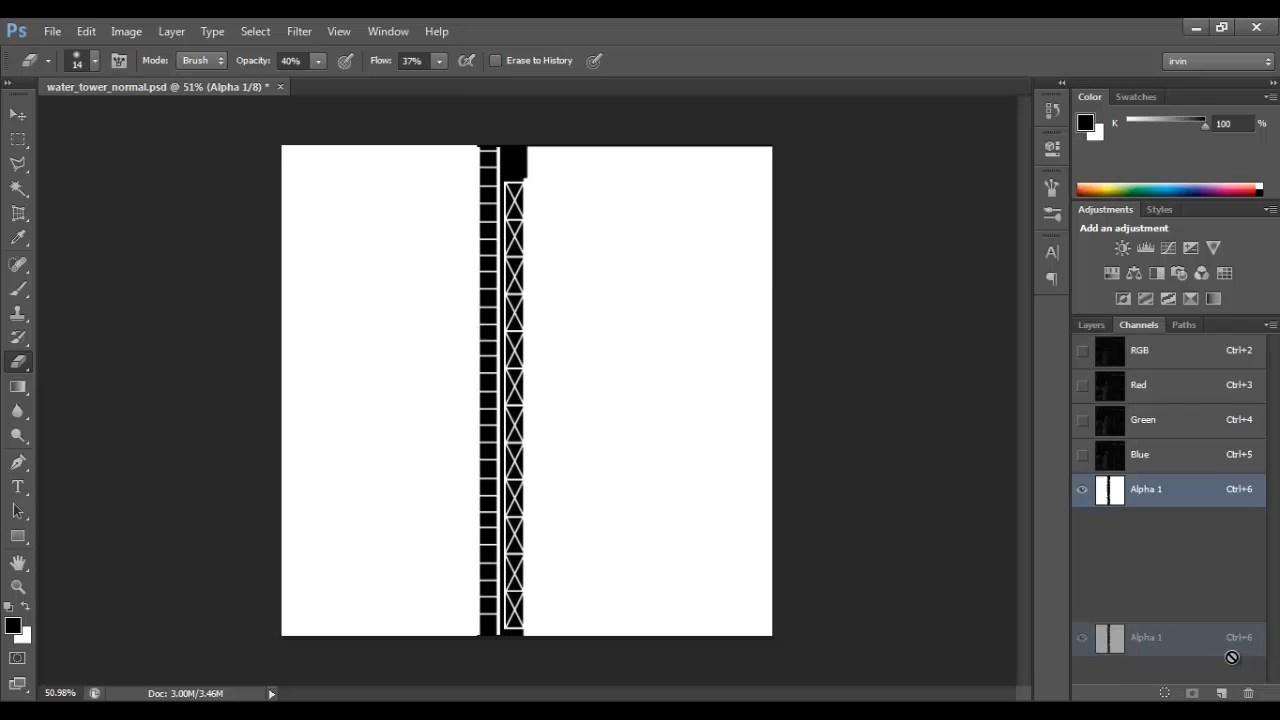 Ps File Edit Image Layer Type Select Filter View Window Help
14 Mode: Brush Opacity: 40% Flow: 37% Erase to History irvin
water_tower_normal.psd @ 51% (Alpha 1/8) * ×
Color Swatches
K 100 %
Adjustments Styles
Add an adjustment
Layers Channels Paths
RGB Ctrl+2
Red Ctrl+3
Green Ctrl+4
Blue Ctrl+5
Alpha 1 Ctrl+6
Alpha 1 Ctrl+6
50.98% Doc: 3.00M/3.46M